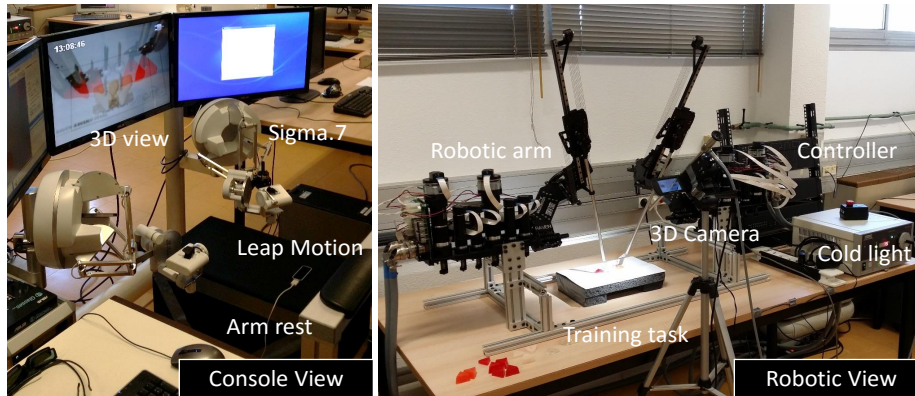 13:08:46
3D view
Sigma.7
Leap Motion
Arm rest
Console View
Robotic arm
Controller
3D Camera
Cold light
Training task
Robotic View